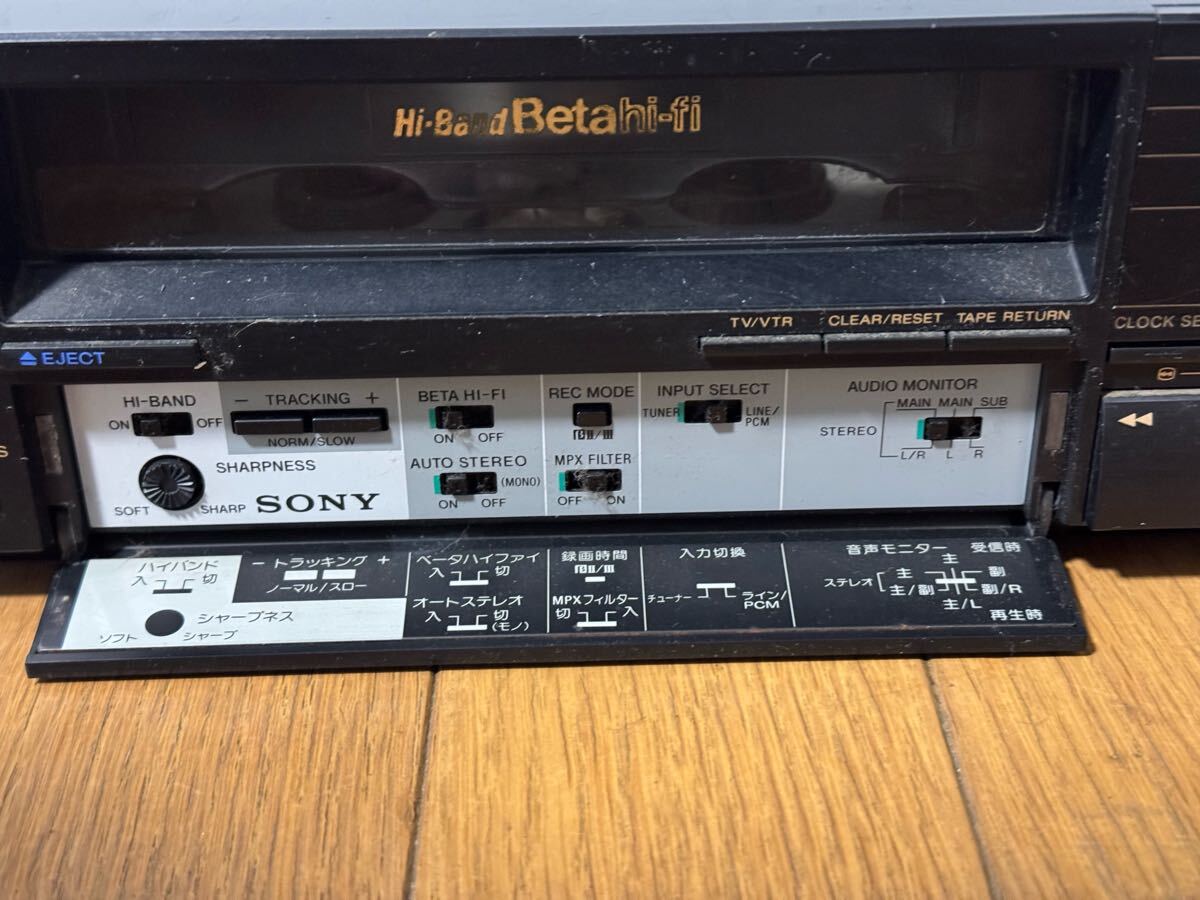 Hi-Band Beta hi-fi
TV/VTR CLEAR/RESET TAPE RETURN
EJECT
HI-BAND
ON OFF
− TRACKING +
NORM/SLOW
SHARPNESS
SOFT SHARP
SONY
BETA HI-FI
ON OFF
AUTO STEREO
(MONO)
ON OFF
REC MODE
βII/III
MPX FILTER
OFF ON
INPUT SELECT
TUNER LINE/
PCM
AUDIO MONITOR
MAIN MAIN SUB
STEREO
L/R L R
ハイバンド
入 切
− トラッキング +
ノーマル/スロー
シャープネス
ソフト シャープ
ベータハイファイ
入 切
オートステレオ
入 切
(モノ)
録画時間
βII/III
MPXフィルター
切 入
入力切換
チューナー ライン/
PCM
音声モニター 受信時
主
ステレオ 主 副
主/副 副/R
主/L
再生時